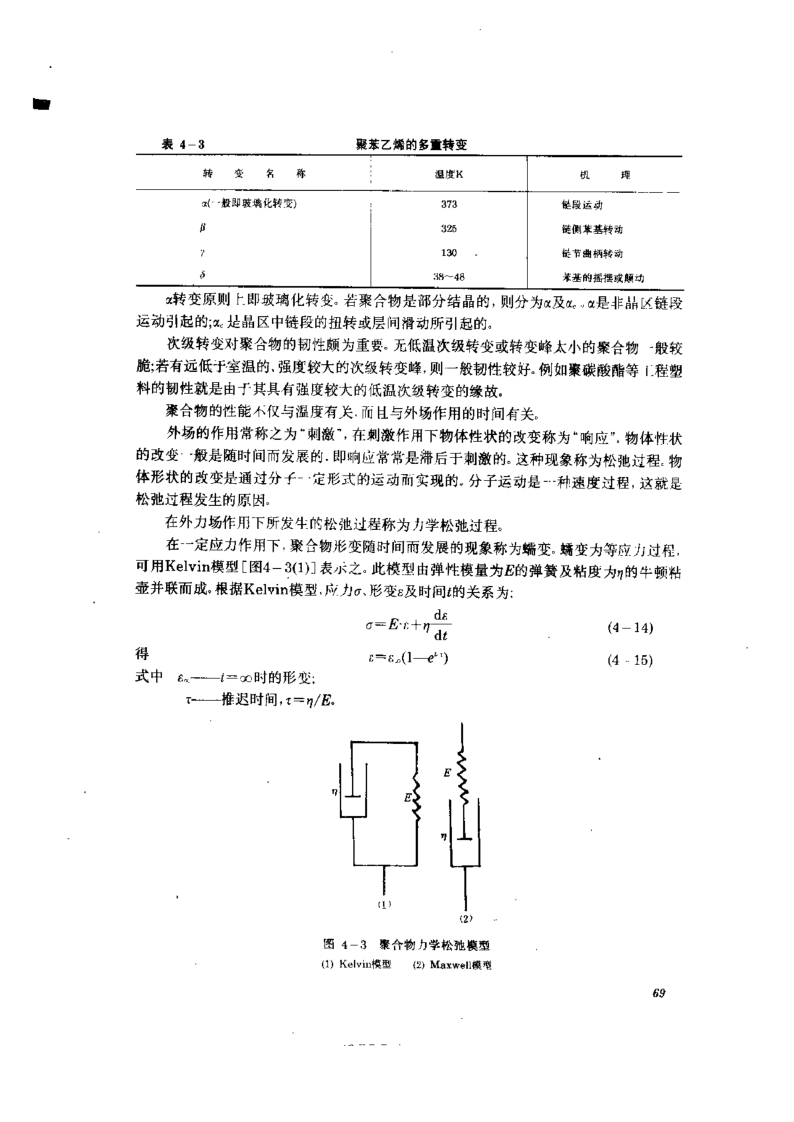 表 4－3 聚苯乙烯的多重转变
转变名称 温度K 机理
α(一般即玻璃化转变) 373 链段运动
β 325 链侧苯基转动
γ 130 链节曲柄转动
δ 38～48 苯基的摇摆或颠动
α转变原则上即玻璃化转变。若聚合物是部分结晶的，则分为α及αc。α是非晶区链段
运动引起的;αc是晶区中链段的扭转或层间滑动所引起的。
次级转变对聚合物的韧性颇为重要。无低温次级转变或转变峰太小的聚合物一般较
脆;若有远低于室温的、强度较大的次级转变峰，则一般韧性较好。例如聚碳酸酯等工程塑
料的韧性就是由于其具有强度较大的低温次级转变的缘故。
聚合物的性能不仅与温度有关，而且与外场作用的时间有关。
外场的作用常称之为“刺激”，在刺激作用下物体性状的改变称为“响应”。物体性状
的改变一般是随时间而发展的，即响应常常是滞后于刺激的。这种现象称为松弛过程。物
体形状的改变是通过分子一定形式的运动而实现的。分子运动是一种速度过程，这就是
松弛过程发生的原因。
在外力场作用下所发生的松弛过程称为力学松弛过程。
在一定应力作用下，聚合物形变随时间而发展的现象称为蠕变。蠕变为等应力过程，
可用Kelvin模型[图4－3(1)]表示之。此模型由弹性模量为E的弹簧及粘度为η的牛顿粘
壶并联而成。根据Kelvin模型，应力σ、形变ε及时间t的关系为:
σ＝E·ε＋η dε/dt (4－14)
得 ε＝ε∞(1—e^t/τ) (4－15)
式中 ε∞——t＝∞时的形变;
τ——推迟时间，τ＝η/E。
η
E
E
η
(1)
(2)
图 4－3 聚合物力学松弛模型
(1) Kelvin模型 (2) Maxwell模型
69